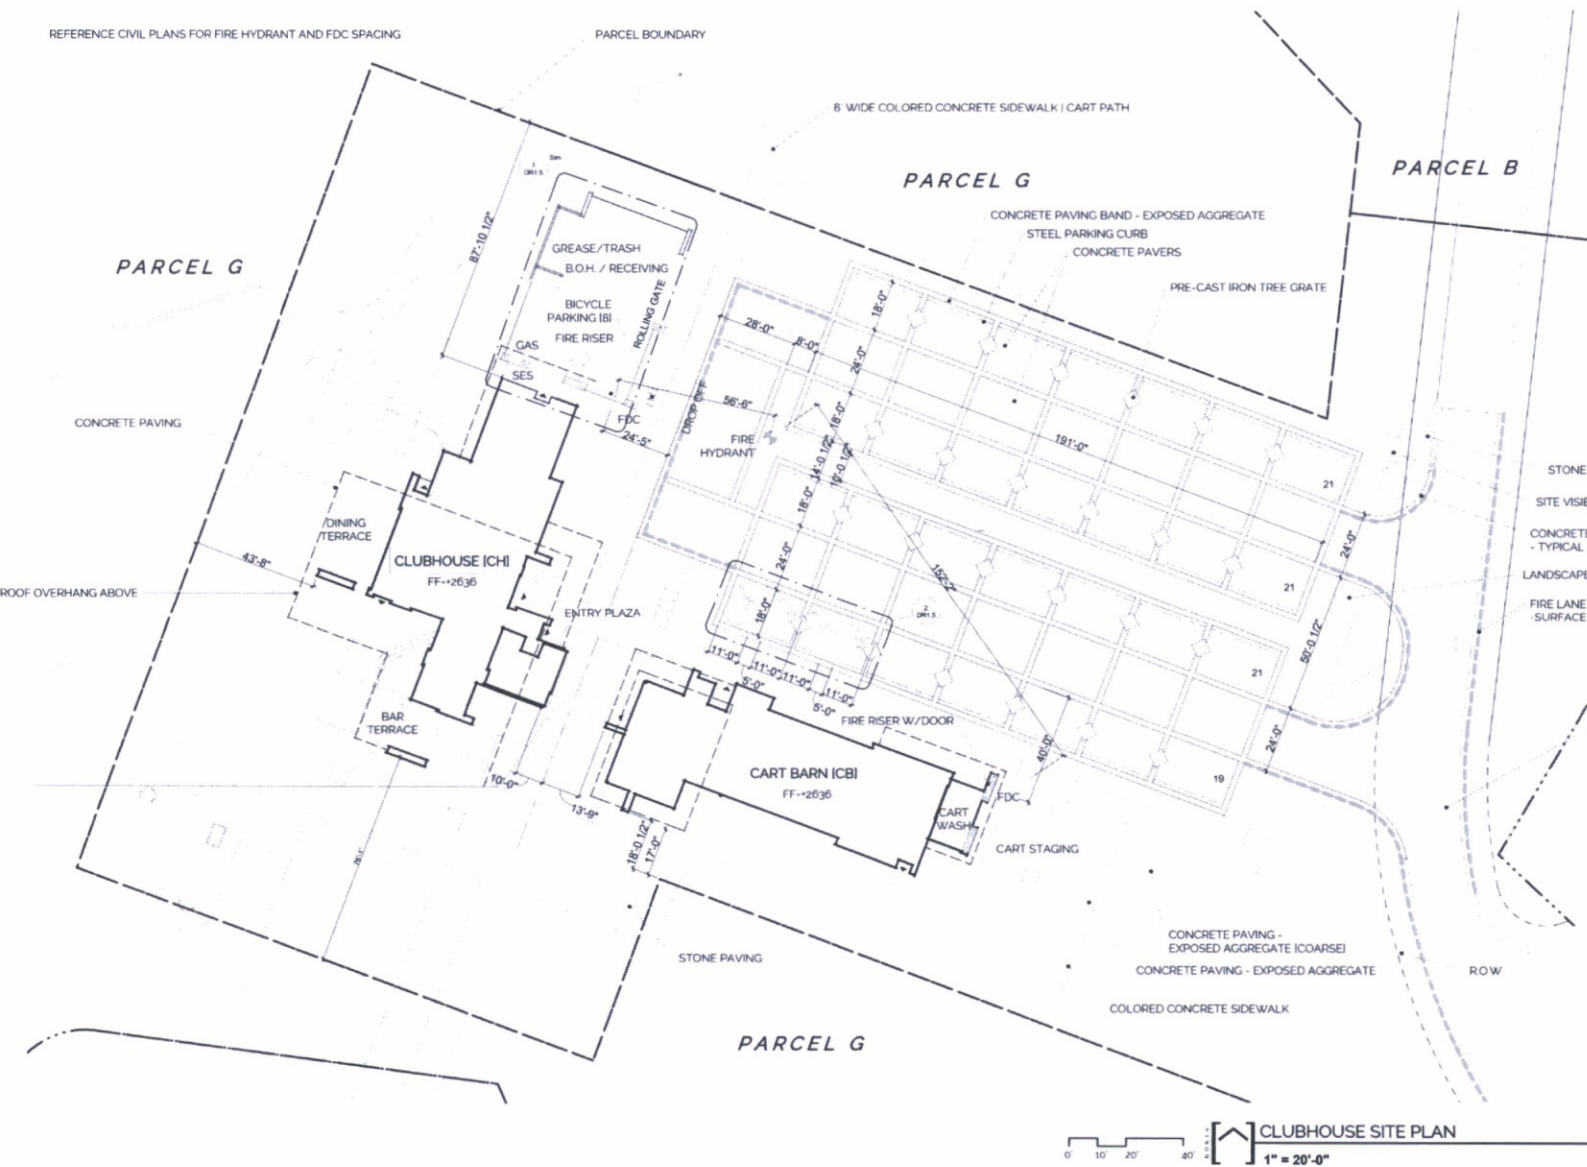 REFERENCE CIVIL PLANS FOR FIRE HYDRANT AND FDC SPACING
PARCEL BOUNDARY
8' WIDE COLORED CONCRETE SIDEWALK | CART PATH
PARCEL G
PARCEL B
CONCRETE PAVING BAND - EXPOSED AGGREGATE
STEEL PARKING CURB
CONCRETE PAVERS
PRE-CAST IRON TREE GRATE
PARCEL G
87'-10 1/2"
1
Sim
GREASE/TRASH
B.O.H. / RECEIVING
BICYCLE
PARKING [8]
FIRE RISER
ROLLING GATE
GAS
SES
FDC
24'-5"
56'-6"
DROP OFF
FIRE
HYDRANT
28'-0"
8'-0"
18'-0"
24'-0"
18'-0"
14'-0 1/2"
10'-0 1/2"
18'-0"
24'-0"
18'-0"
191'-0"
152'-2"
21
21
21
19
24'-0"
50'-0 1/2"
24'-0"
CONCRETE PAVING
DINING
TERRACE
43'-8"
ROOF OVERHANG ABOVE
CLUBHOUSE [CH]
FF-+2636
ENTRY PLAZA
BAR
TERRACE
10'-0"
13'-9"
18'-0 1/2"
17'-0"
11'-0"
5'-0"
11'-0"
11'-0"
5'-0"
11'-0"
2
FIRE RISER W/DOOR
CART BARN [CB]
FF-+2636
40'-0"
FDC
CART
WASH
CART STAGING
STONE
SITE VISIB
CONCRETE
- TYPICAL
LANDSCAPE
FIRE LANE
SURFACE
STONE PAVING
CONCRETE PAVING -
EXPOSED AGGREGATE [COARSE]
CONCRETE PAVING - EXPOSED AGGREGATE
COLORED CONCRETE SIDEWALK
ROW
PARCEL G
0'
10'
20'
40'
NORTH
CLUBHOUSE SITE PLAN
1" = 20'-0"